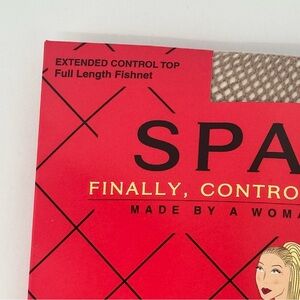 EXTENDED CONTROL TOP
Full Length Fishnet
SPA
FINALLY, CONTRO
MADE BY A WOMA